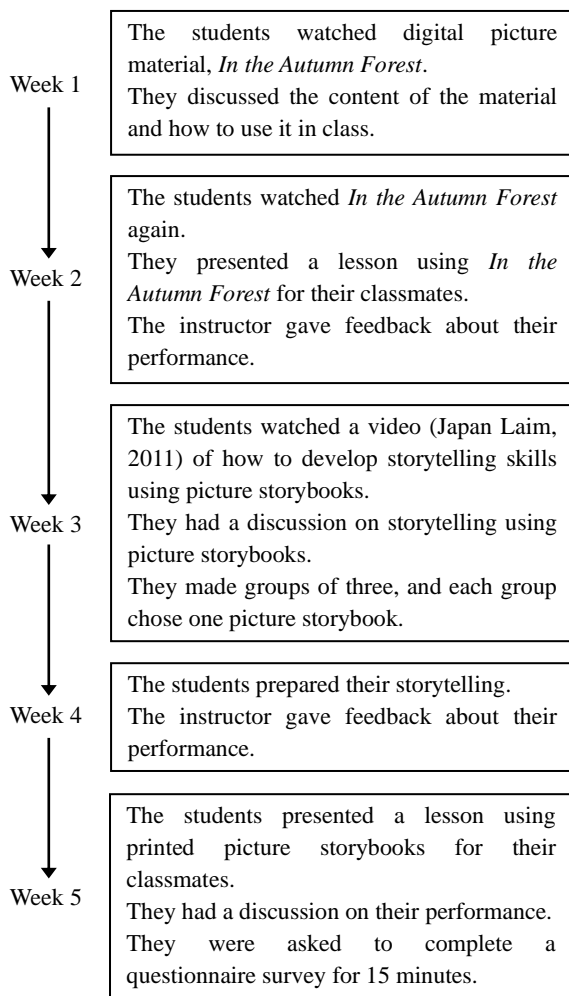 Week 1
The students watched digital picture
material, In the Autumn Forest.
They discussed the content of the material
and how to use it in class.
Week 2
The students watched In the Autumn Forest
again.
They presented a lesson using In the
Autumn Forest for their classmates.
The instructor gave feedback about their
performance.
Week 3
The students watched a video (Japan Laim,
2011) of how to develop storytelling skills
using picture storybooks.
They had a discussion on storytelling using
picture storybooks.
They made groups of three, and each group
chose one picture storybook.
Week 4
The students prepared their storytelling.
The instructor gave feedback about their
performance.
Week 5
The students presented a lesson using
printed picture storybooks for their
classmates.
They had a discussion on their performance.
They were asked to complete a
questionnaire survey for 15 minutes.